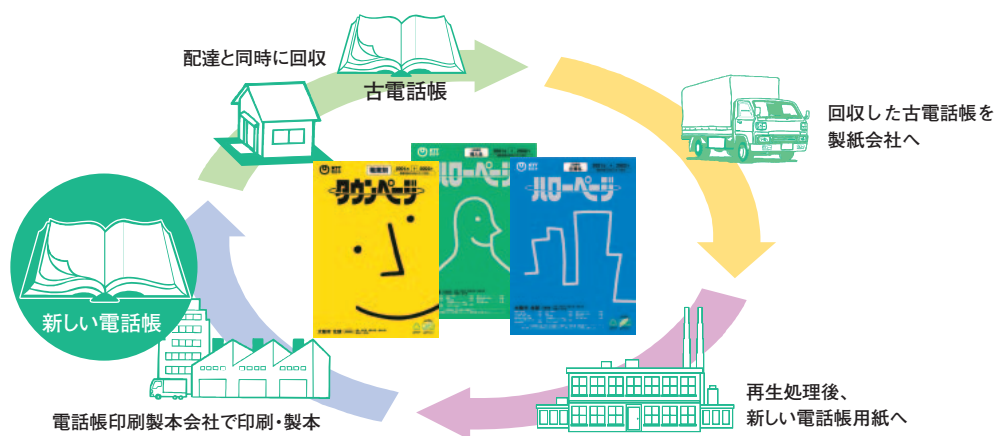 配達と同時に回収
古電話帳
回収した古電話帳を
製紙会社へ
タウンページ
ハローページ
ハローページ
新しい電話帳
再生処理後、
新しい電話帳用紙へ
電話帳印刷製本会社で印刷・製本